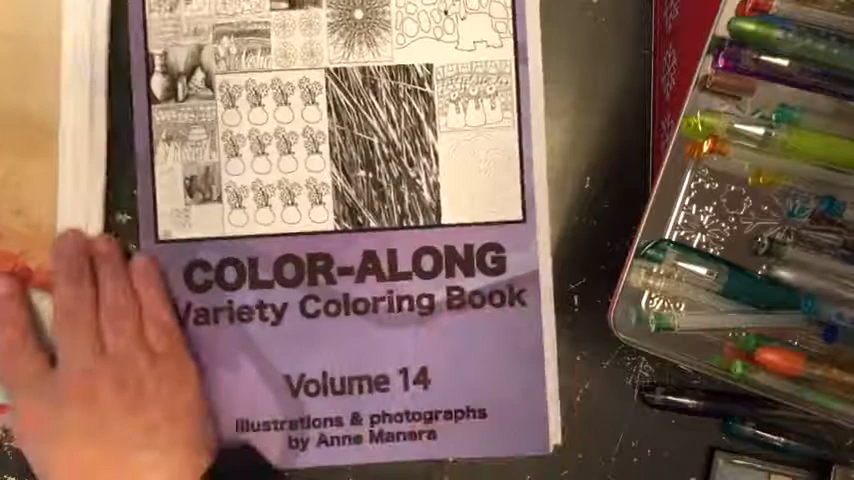 COLOR-ALONG
Variety Coloring Book
Volume 14
illustrations & photographs
by Anne Manera